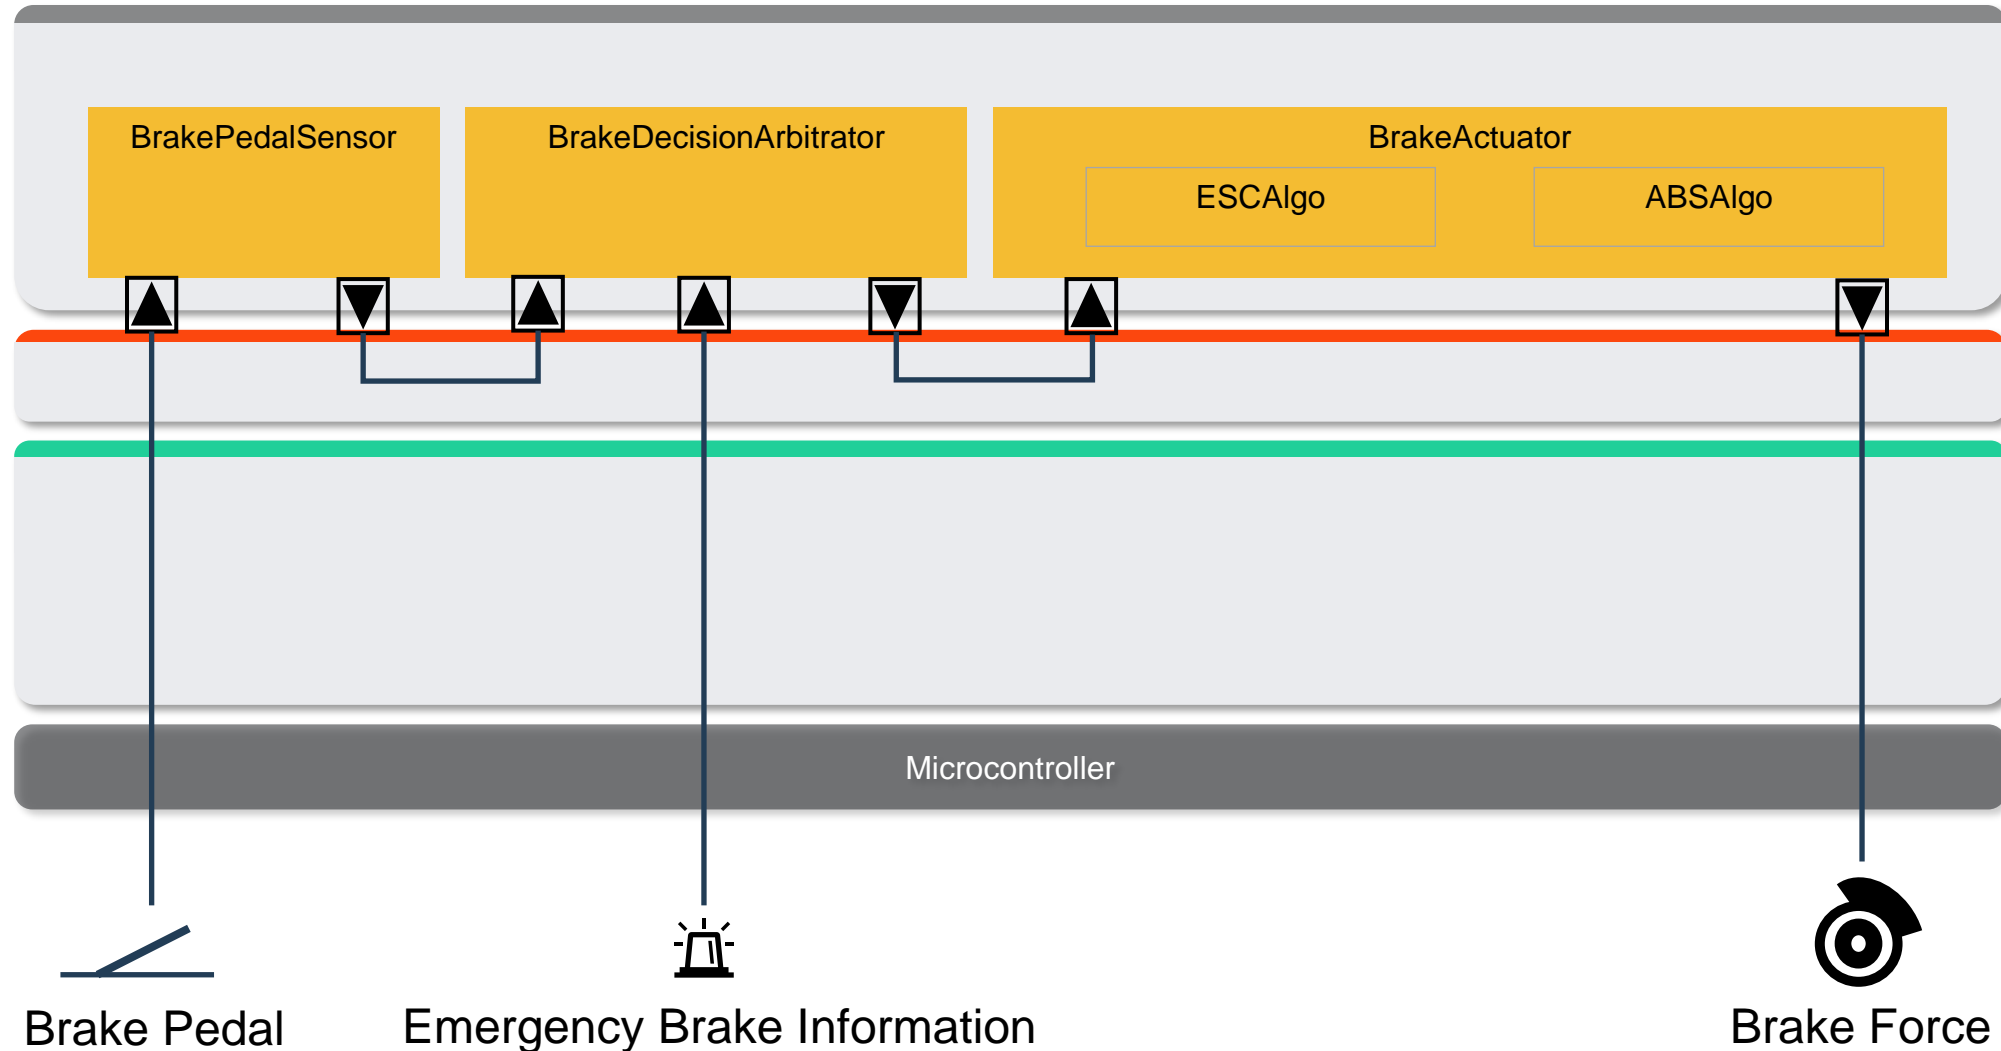 BrakePedalSensor
BrakeDecisionArbitrator
BrakeActuator
ESCAlgo
ABSAlgo
Microcontroller
Brake Pedal
Emergency Brake Information
Brake Force